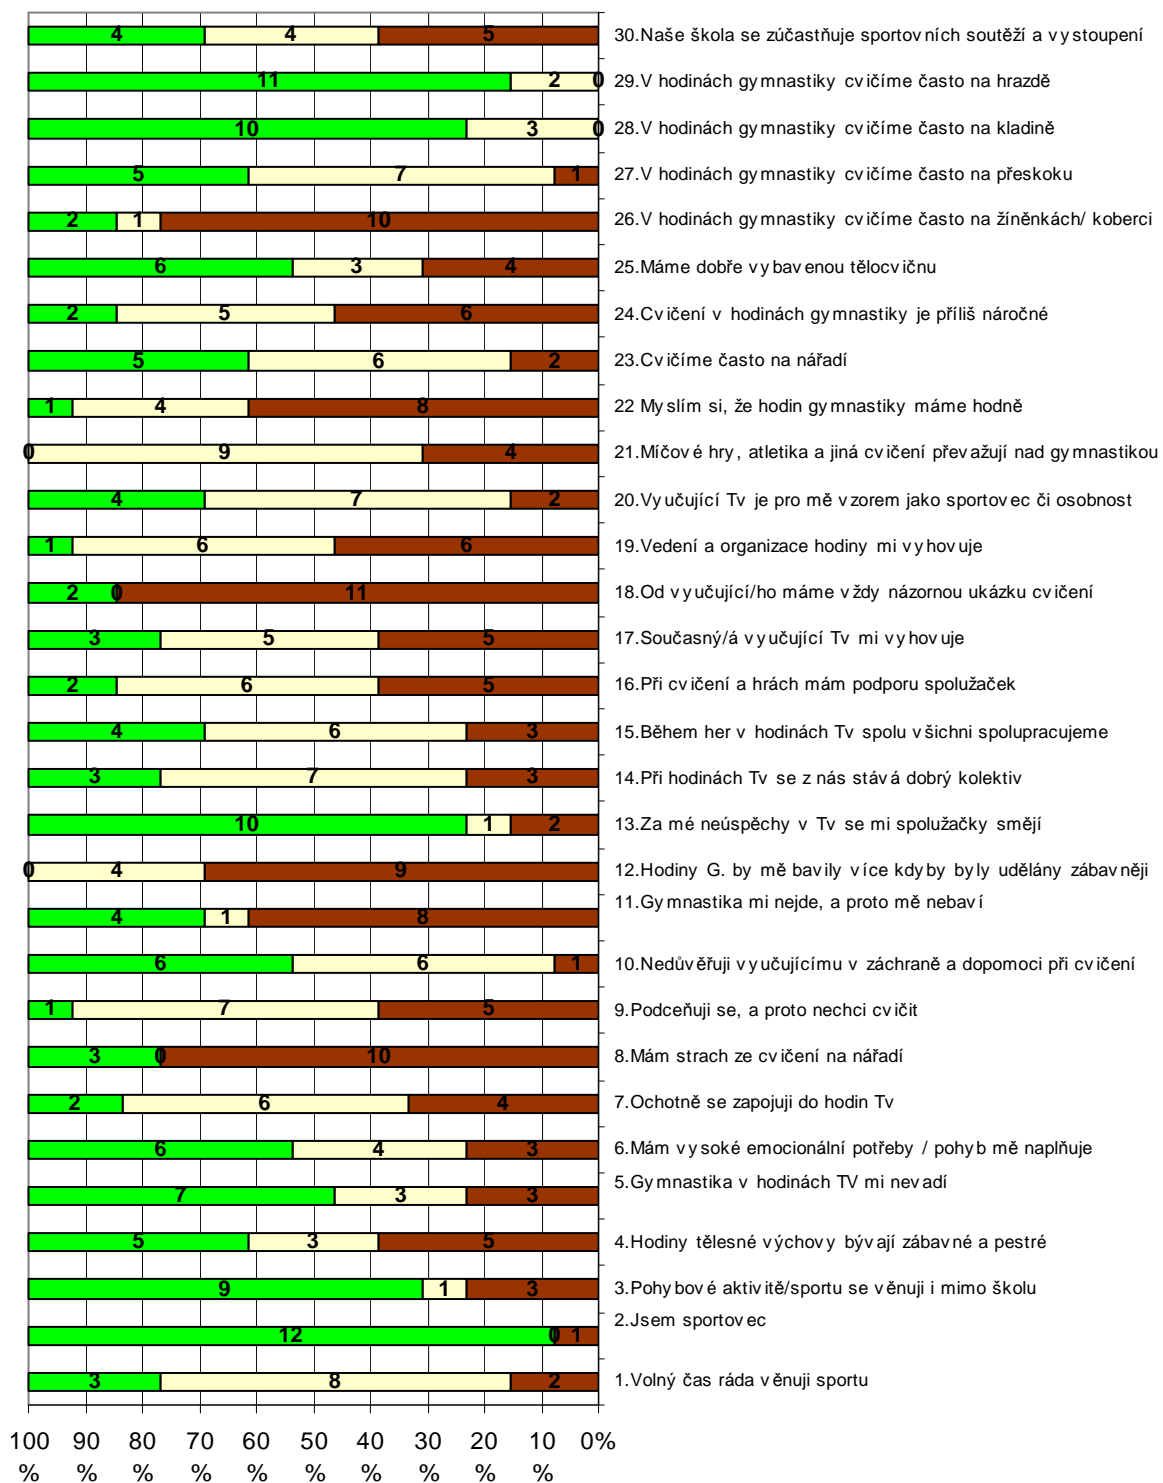 4 4 5 30.Naše škola se zúčastňuje sportovních soutěží a vystoupení
11 2 0 29.V hodinách gymnastiky cvičíme často na hrazdě
10 3 0 28.V hodinách gymnastiky cvičíme často na kladině
5 7 1 27.V hodinách gymnastiky cvičíme často na přeskoku
2 1 10 26.V hodinách gymnastiky cvičíme často na žíněnkách/ koberci
6 3 4 25.Máme dobře vybavenou tělocvičnu
2 5 6 24.Cvičení v hodinách gymnastiky je příliš náročné
5 6 2 23.Cvičíme často na nářadí
1 4 8 22 Myslím si, že hodin gymnastiky máme hodně
0 9 4 21.Míčové hry, atletika a jiná cvičení převažují nad gymnastikou
4 7 2 20.Vyučující Tv je pro mě vzorem jako sportovec či osobnost
1 6 6 19.Vedení a organizace hodiny mi vyhovuje
2 0 11 18.Od vyučující/ho máme vždy názornou ukázku cvičení
3 5 5 17.Současný/á vyučující Tv mi vyhovuje
2 6 5 16.Při cvičení a hrách mám podporu spolužaček
4 6 3 15.Během her v hodinách Tv spolu všichni spolupracujeme
3 7 3 14.Při hodinách Tv se z nás stává dobrý kolektiv
10 1 2 13.Za mé neúspěchy v Tv se mi spolužačky smějí
0 4 9 12.Hodiny G. by mě bavily více kdyby byly udělány zábavněji
4 1 8 11.Gymnastika mi nejde, a proto mě nebaví
6 6 1 10.Nedůvěřuji vyučujícímu v záchraně a dopomoci při cvičení
1 7 5 9.Podceňuji se, a proto nechci cvičit
3 0 10 8.Mám strach ze cvičení na nářadí
2 6 4 7.Ochotně se zapojuji do hodin Tv
6 4 3 6.Mám vysoké emocionální potřeby / pohyb mě naplňuje
7 3 3 5.Gymnastika v hodinách TV mi nevadí
5 3 5 4.Hodiny tělesné výchovy bývají zábavné a pestré
9 1 3 3.Pohybové aktivitě/sportu se věnuji i mimo školu
12 0 1 2.Jsem sportovec
3 8 2 1.Volný čas ráda věnuji sportu
100 90 80 70 60 50 40 30 20 10 0%
% % % % % % % % % %